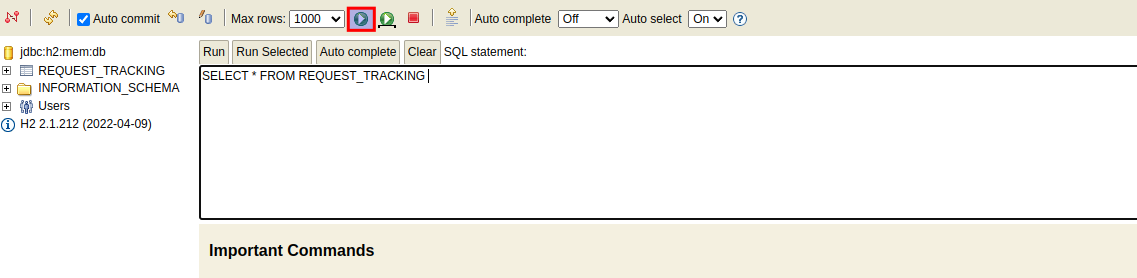 Auto commit Max rows: 1000 Auto complete Off Auto select On ?
jdbc:h2:mem:db
REQUEST_TRACKING
INFORMATION_SCHEMA
Users
H2 2.1.212 (2022-04-09)
Run Run Selected Auto complete Clear SQL statement:
SELECT * FROM REQUEST_TRACKING
Important Commands